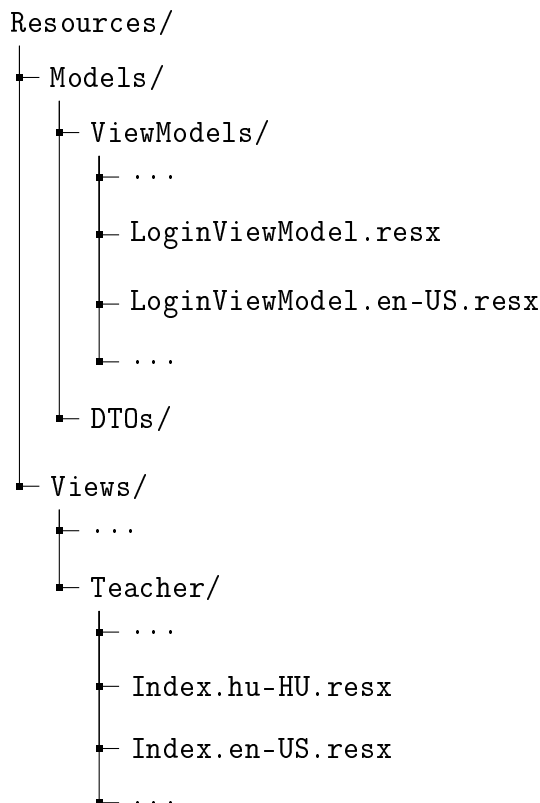 Resources/
Models/
ViewModels/
...
LoginViewModel.resx
LoginViewModel.en-US.resx
...
DTOs/
Views/
...
Teacher/
...
Index.hu-HU.resx
Index.en-US.resx
...